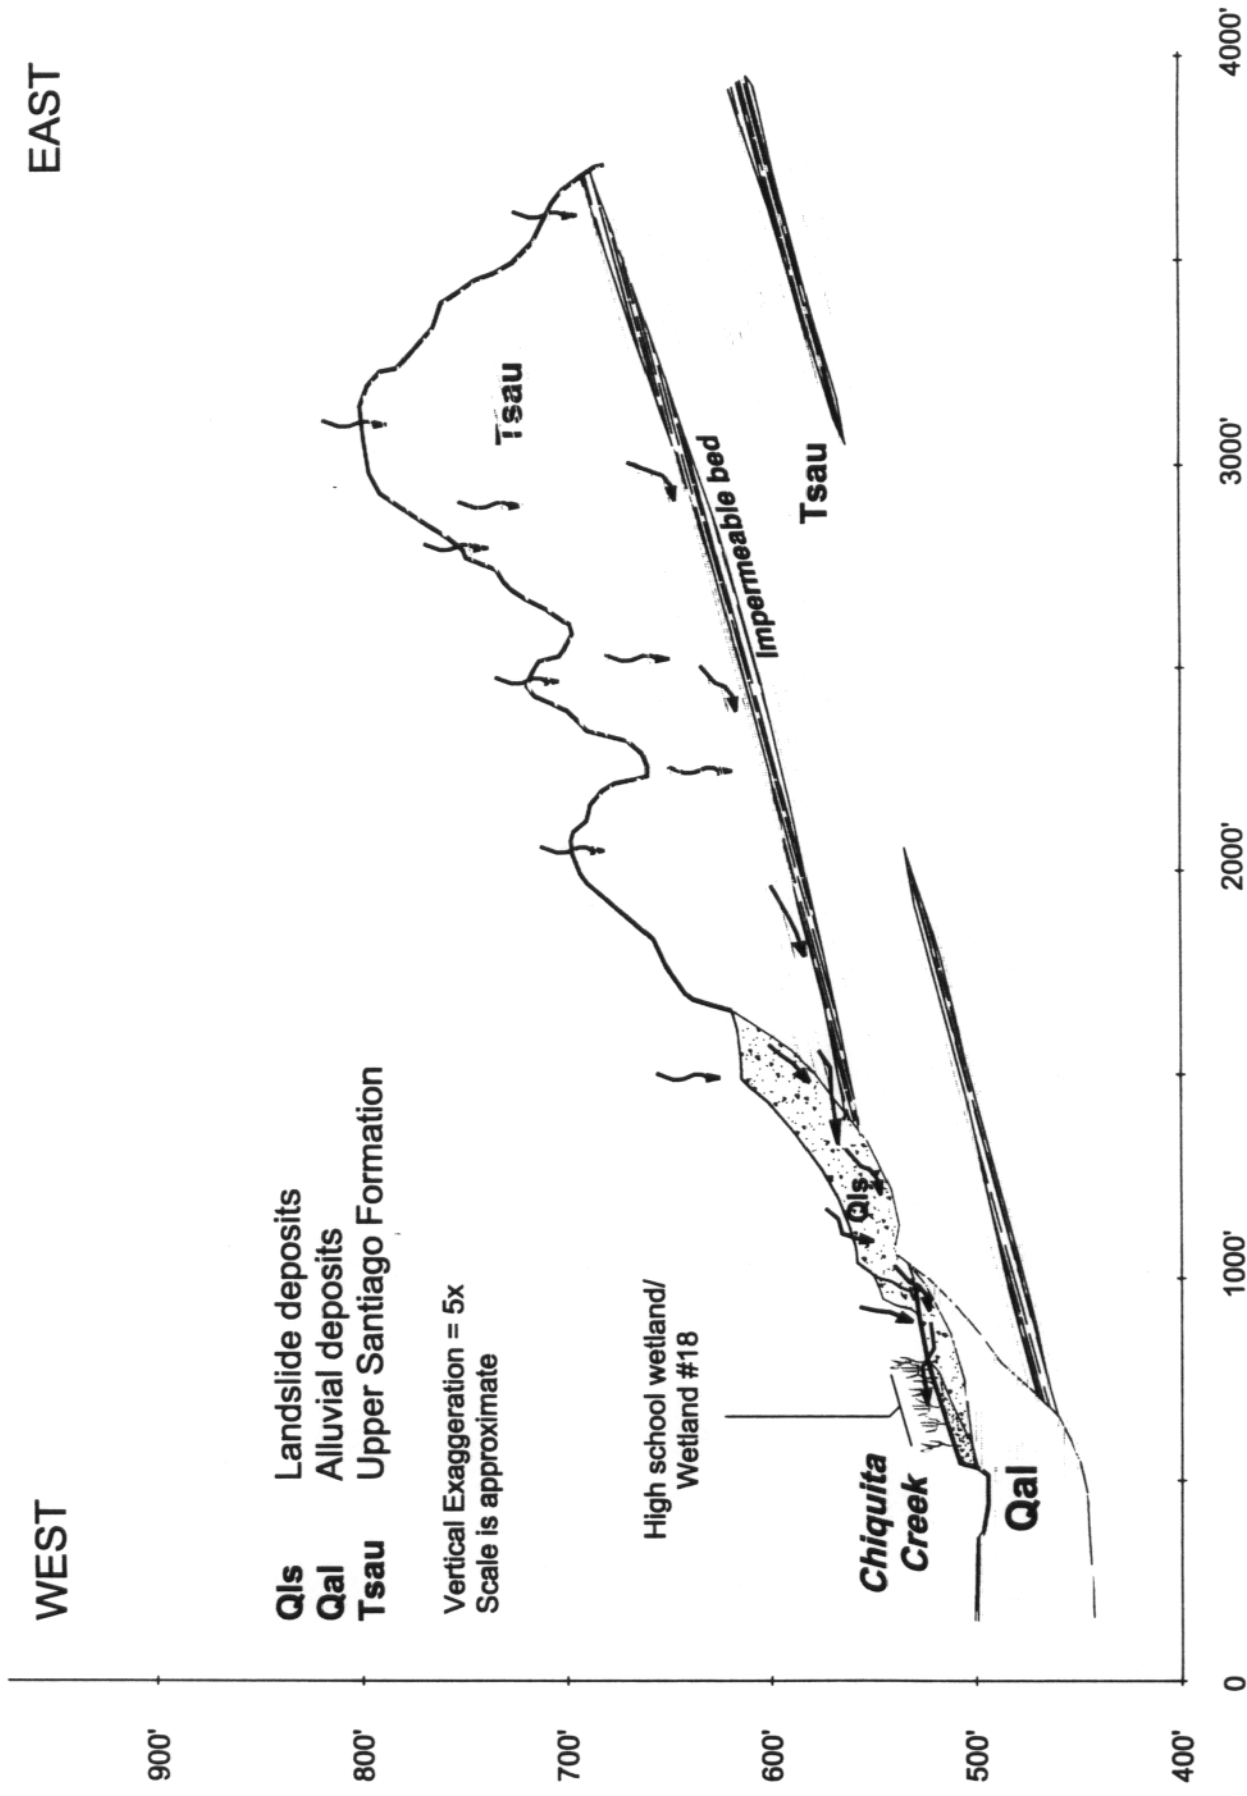 WEST
EAST
Qls Landslide deposits
Qal Alluvial deposits
Tsau Upper Santiago Formation
Vertical Exaggeration = 5x
Scale is approximate
High school wetland/
Wetland #18
Chiquita
Creek
Qal
Qls
Tsau
Impermeable bed
Tsau
900'
800'
700'
600'
500'
400'
0
1000'
2000'
3000'
4000'